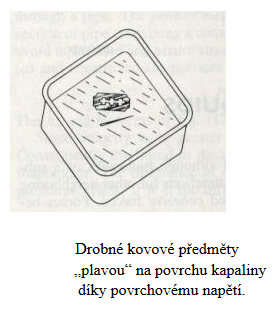 Drobné kovové předměty
„plavou“ na povrchu kapaliny
díky povrchovému napětí.